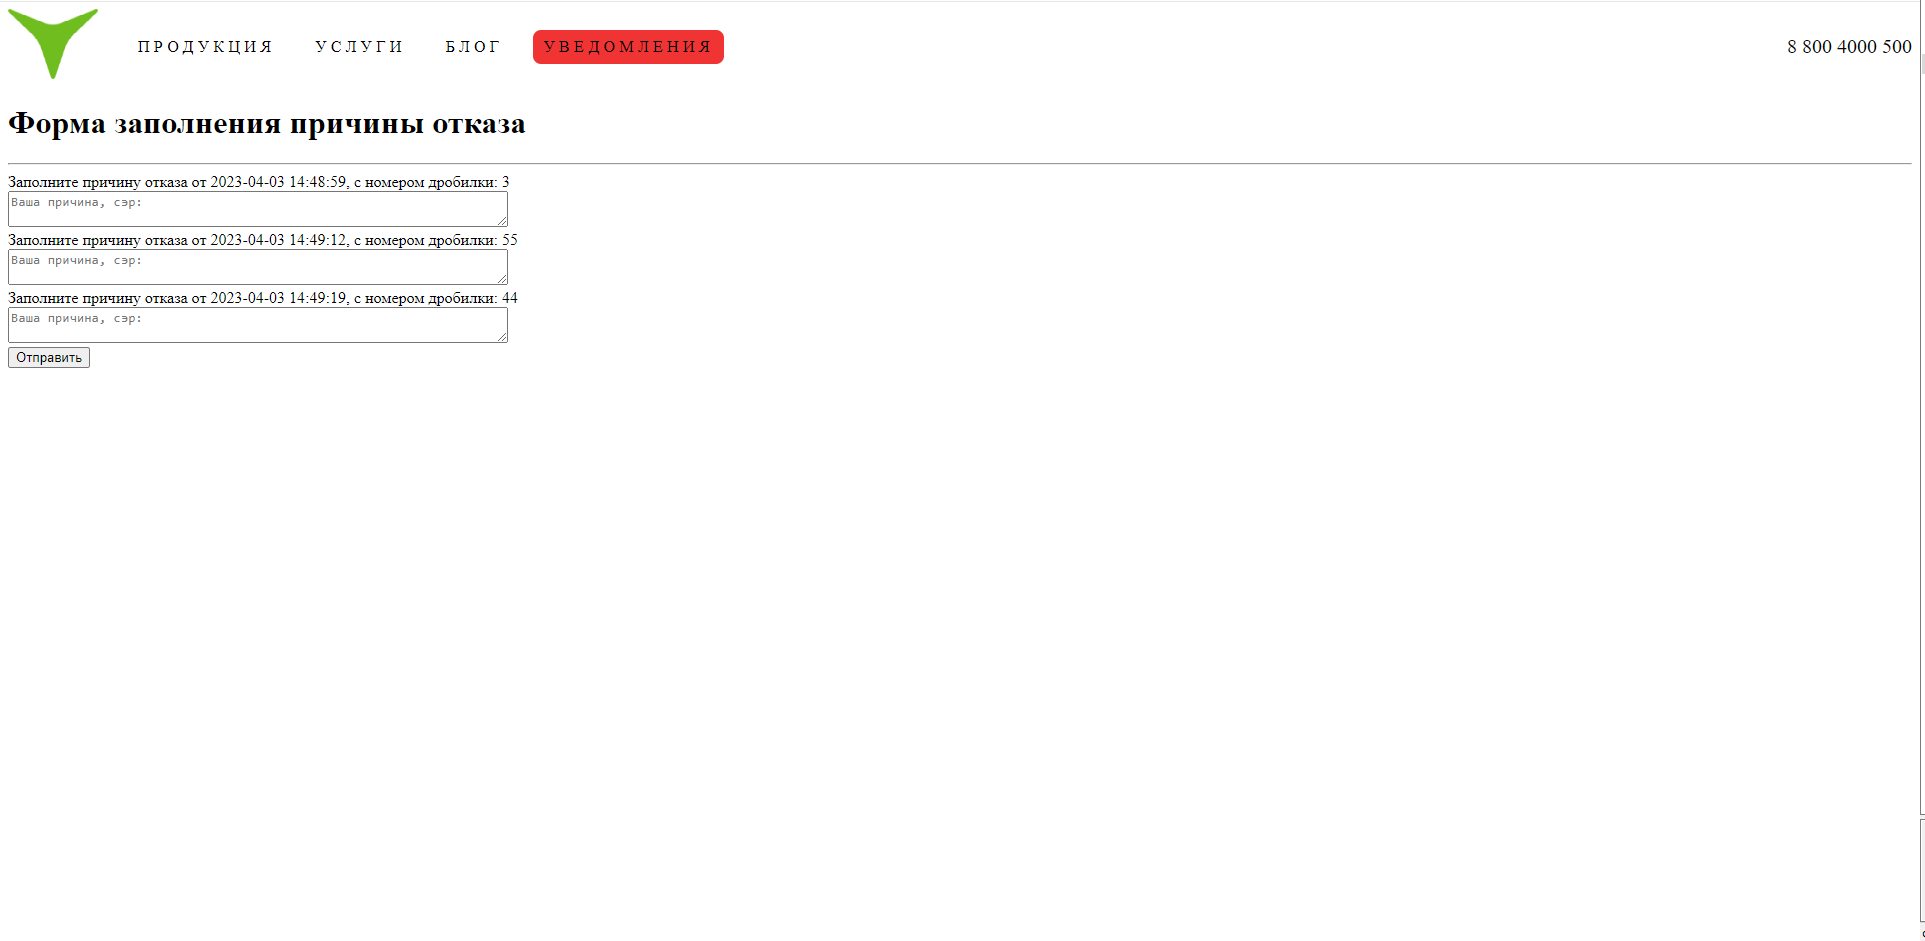 ПРОДУКЦИЯ УСЛУГИ БЛОГ УВЕДОМЛЕНИЯ 8 800 4000 500
Форма заполнения причины отказа
Заполните причину отказа от 2023-04-03 14:48:59, с номером дробилки: 3
Ваша причина, сэр:
Заполните причину отказа от 2023-04-03 14:49:12, с номером дробилки: 55
Ваша причина, сэр:
Заполните причину отказа от 2023-04-03 14:49:19, с номером дробилки: 44
Ваша причина, сэр:
Отправить